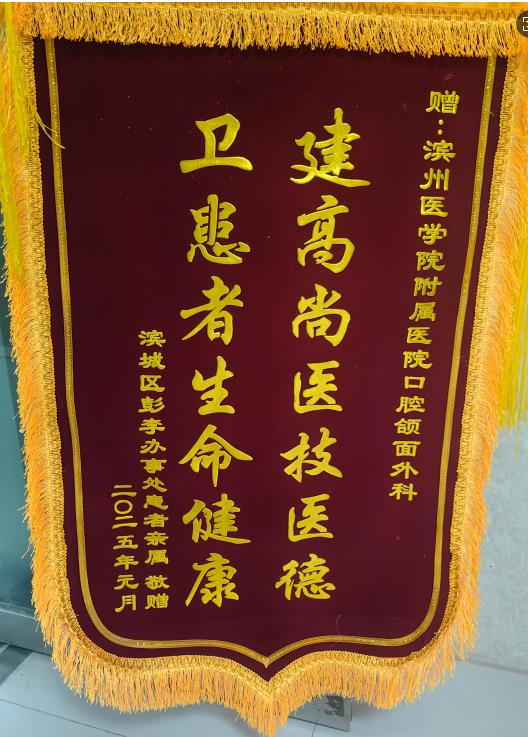 赠：滨州医学院附属医院口腔颌面外科
建高尚医技医德
卫患者生命健康
滨城区彭李办事处患者亲属 敬赠
二〇二五年元月